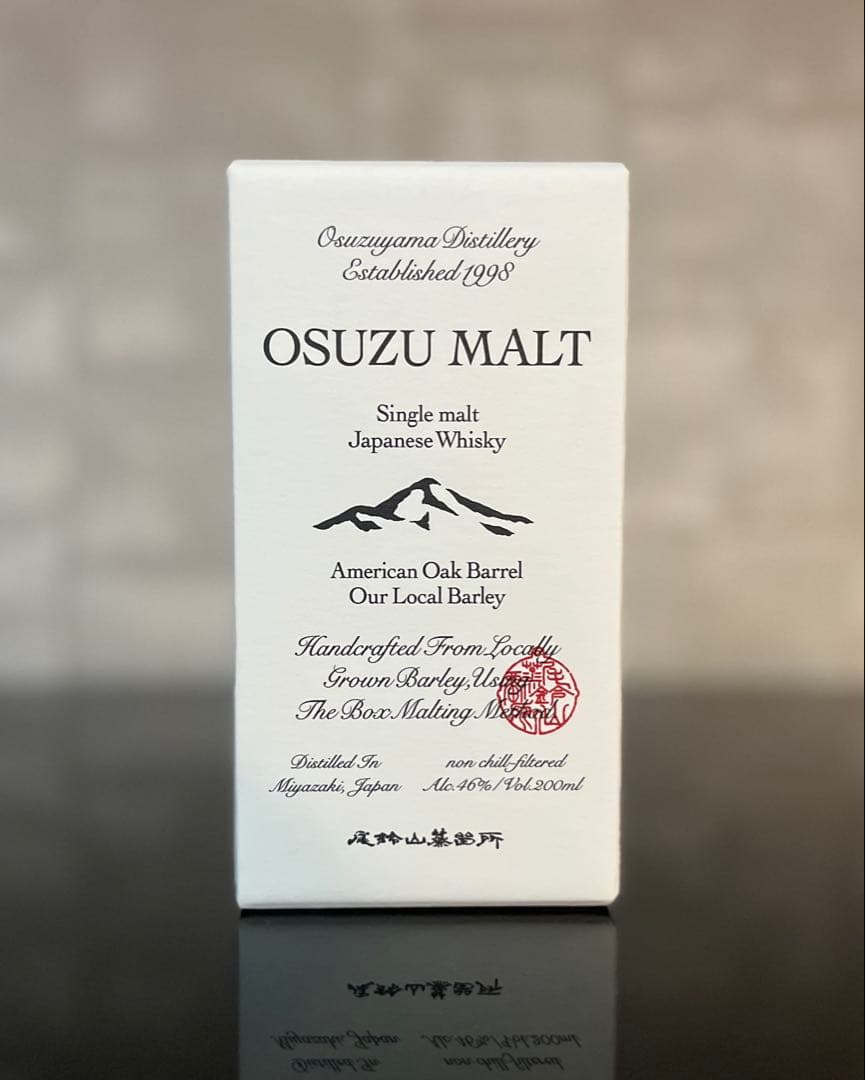 Osuzuyama Distillery
Established 1998
OSUZU MALT
Single malt
Japanese Whisky
American Oak Barrel
Our Local Barley
Handcrafted From Locally
Grown Barley, Using
The Box Malting Method.
Distilled In
Miyazaki, Japan
non chill-filtered
Alc.46%/Vol.200ml
尾鈴山蒸留所